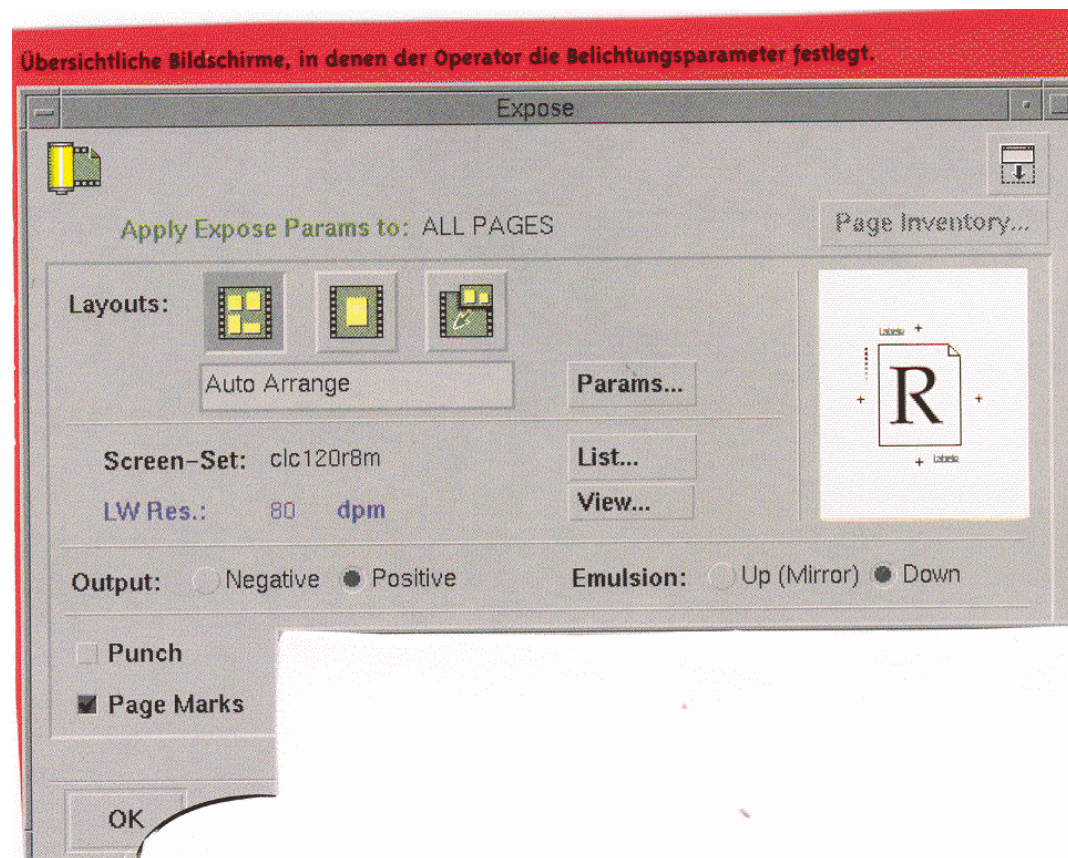 Übersichtliche Bildschirme, in denen der Operator die Belichtungsparameter festlegt.
Expose
Apply Expose Params to: ALL PAGES
Page Inventory...
Layouts:
Auto Arrange
Params...
Labels
R
Labels
Screen-Set: clc120r8m
List...
LW Res.: 80 dpm
View...
Output: Negative Positive
Emulsion: Up (Mirror) Down
Punch
Page Marks
OK